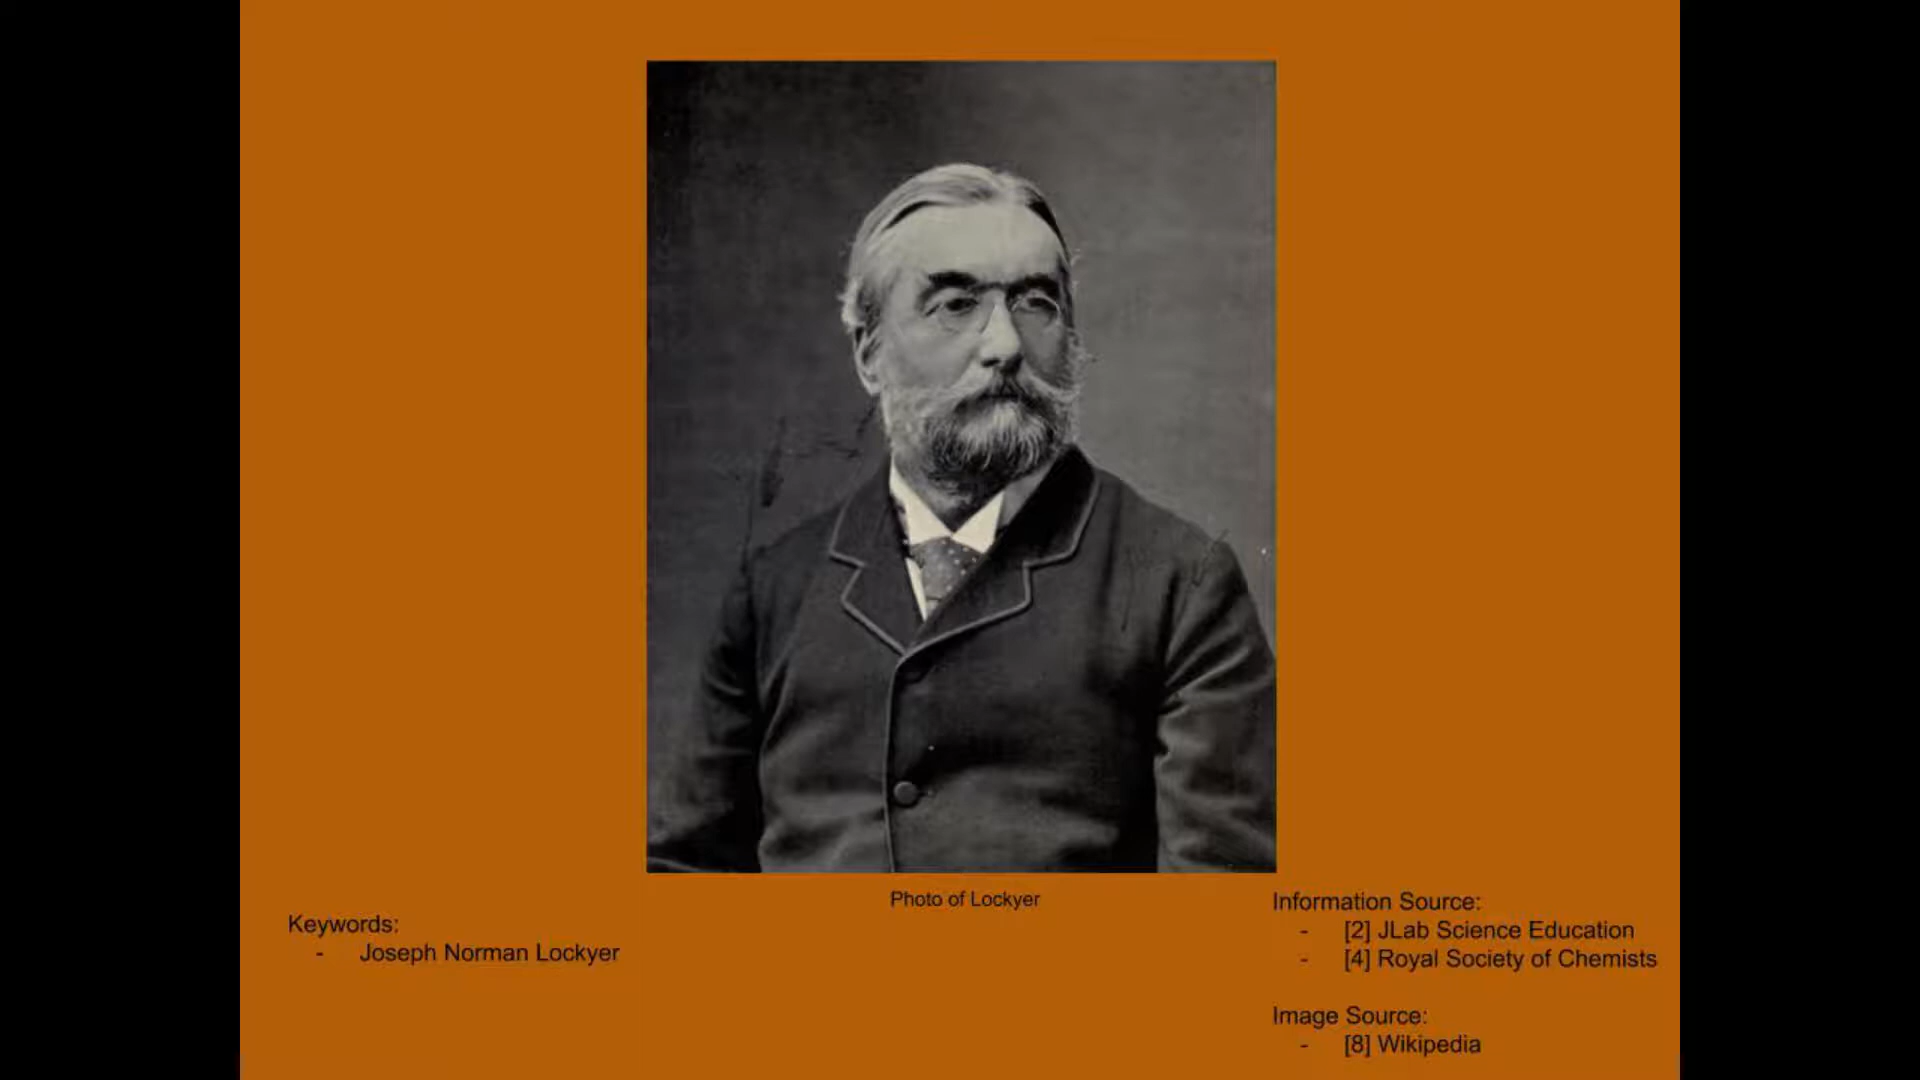 Photo of Lockyer
Keywords:
- Joseph Norman Lockyer
Information Source:
- [2] JLab Science Education
- [4] Royal Society of Chemists
Image Source:
- [8] Wikipedia